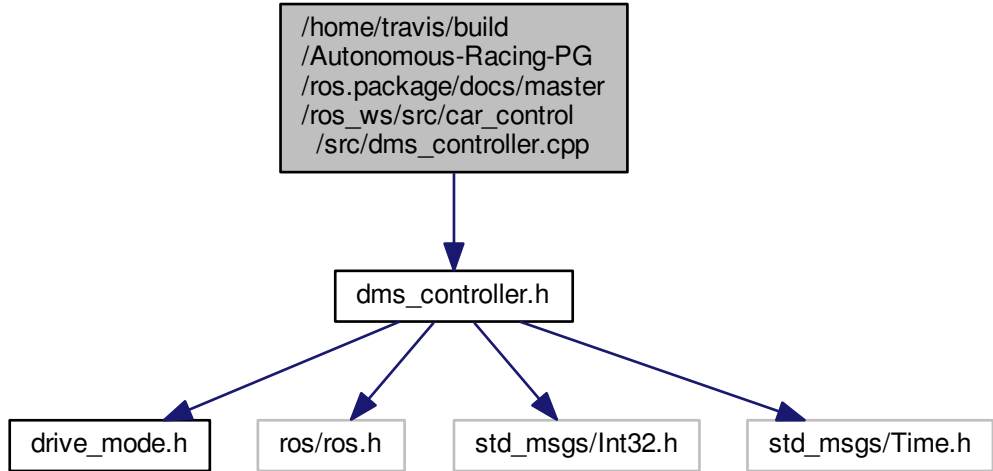 /home/travis/build
/Autonomous-Racing-PG
/ros.package/docs/master
/ros_ws/src/car_control
/src/dms_controller.cpp
dms_controller.h
drive_mode.h
ros/ros.h
std_msgs/Int32.h
std_msgs/Time.h